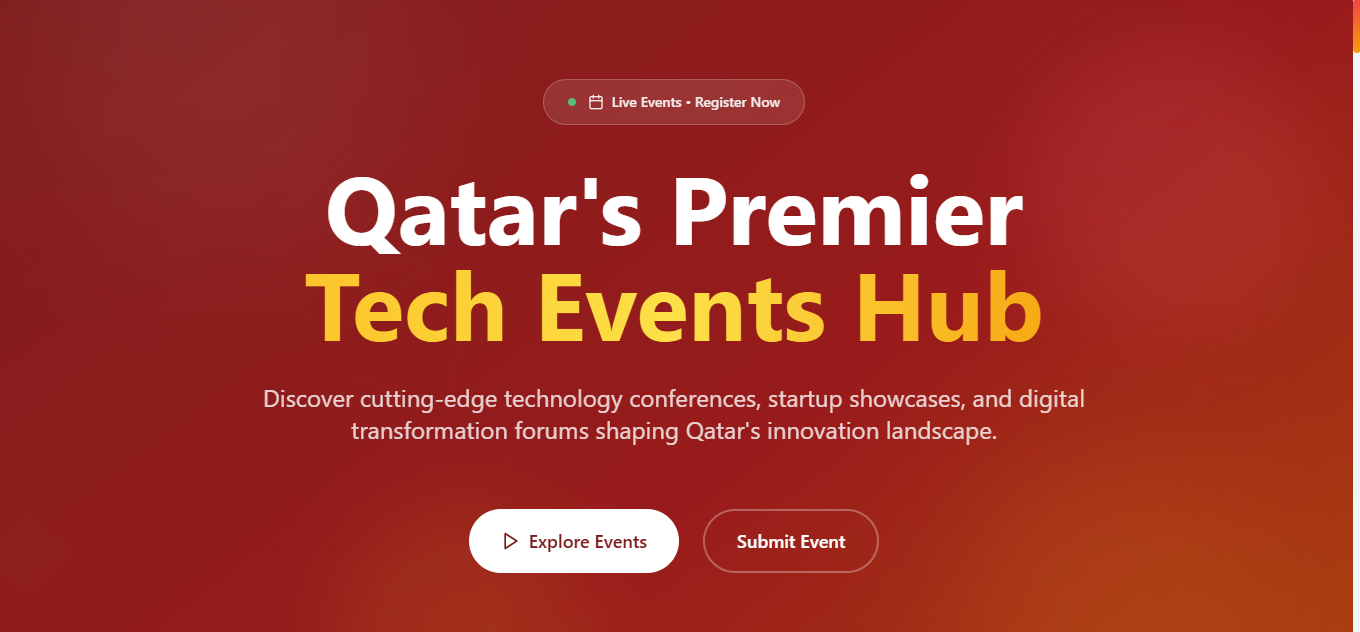 Live Events • Register Now
Qatar's Premier
Tech Events Hub
Discover cutting-edge technology conferences, startup showcases, and digital
transformation forums shaping Qatar's innovation landscape.
Explore Events
Submit Event